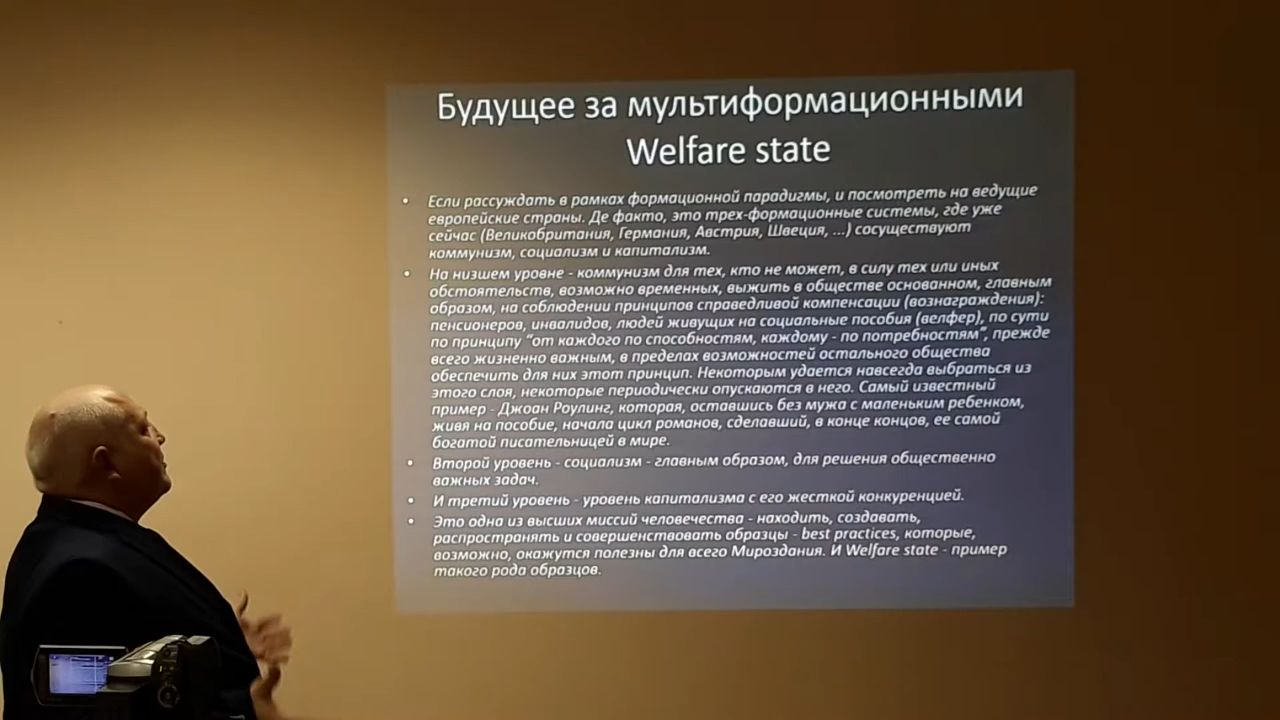 Будущее за мультиформационными
Welfare state
• Если рассуждать в рамках формационной парадигмы, и посмотреть на ведущие
европейские страны. Де факто, это трех-формационные системы, где уже
сейчас (Великобритания, Германия, Австрия, Швеция, ...) сосуществуют
коммунизм, социализм и капитализм.
• На низшем уровне - коммунизм для тех, кто не может, в силу тех или иных
обстоятельств, возможно временных, выжить в обществе основанном, главным
образом, на соблюдении принципов справедливой компенсации (вознаграждения):
пенсионеров, инвалидов, людей живущих на социальные пособия (велфер), по сути
по принципу “от каждого по способностям, каждому - по потребностям”, прежде
всего жизненно важным, в пределах возможностей остального общества
обеспечить для них этот принцип. Некоторым удается навсегда выбраться из
этого слоя, некоторые периодически опускаются в него. Самый известный
пример - Джоан Роулинг, которая, оставшись без мужа с маленьким ребенком,
живя на пособие, начала цикл романов, сделавший, в конце концов, ее самой
богатой писательницей в мире.
• Второй уровень - социализм - главным образом, для решения общественно
важных задач.
• И третий уровень - уровень капитализма с его жесткой конкуренцией.
• Это одна из высших миссий человечества - находить, создавать,
распространять и совершенствовать образцы - best practices, которые,
возможно, окажутся полезны для всего Мироздания. И Welfare state - пример
такого рода образцов.